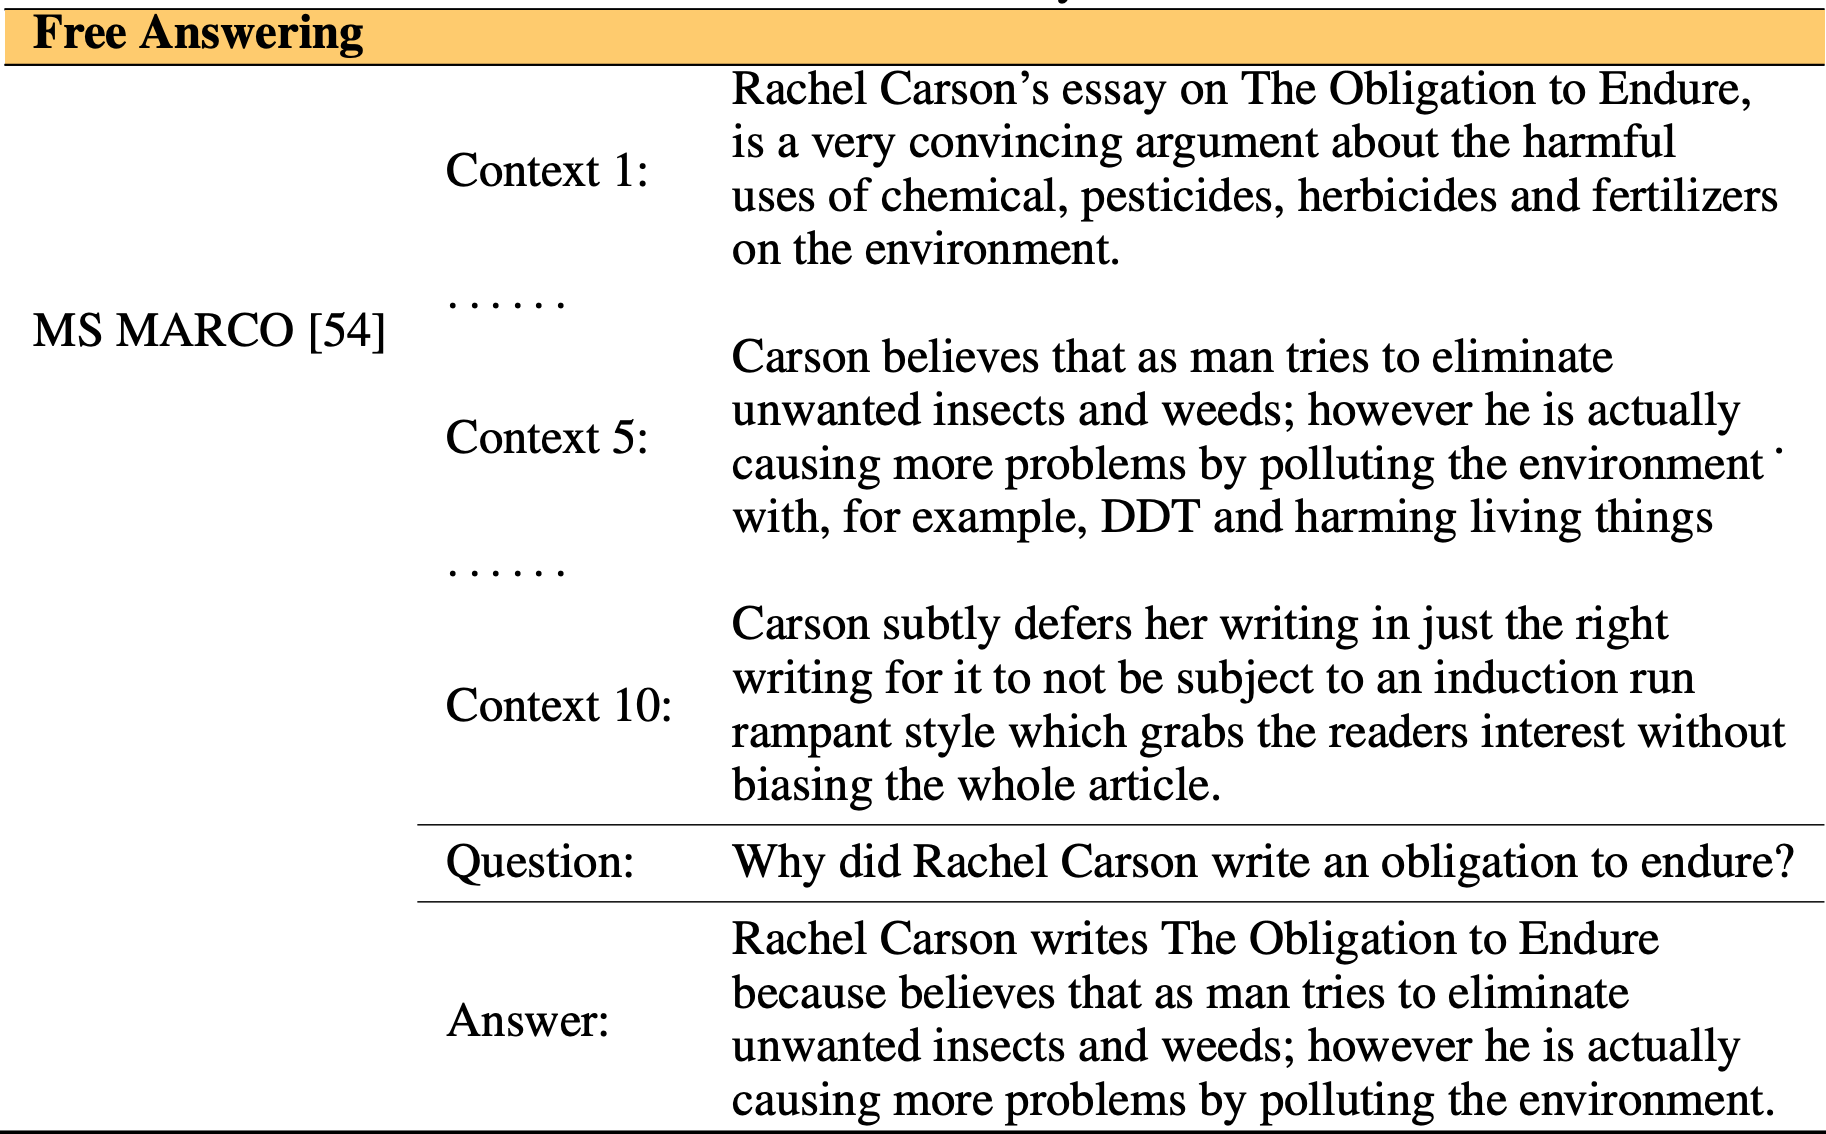 Free Answering
Context 1:
Rachel Carson’s essay on The Obligation to Endure,
is a very convincing argument about the harmful
uses of chemical, pesticides, herbicides and fertilizers
on the environment.
......
MS MARCO [54]
Context 5:
Carson believes that as man tries to eliminate
unwanted insects and weeds; however he is actually
causing more problems by polluting the environment .
with, for example, DDT and harming living things
......
Context 10:
Carson subtly defers her writing in just the right
writing for it to not be subject to an induction run
rampant style which grabs the readers interest without
biasing the whole article.
Question:
Why did Rachel Carson write an obligation to endure?
Answer:
Rachel Carson writes The Obligation to Endure
because believes that as man tries to eliminate
unwanted insects and weeds; however he is actually
causing more problems by polluting the environment.